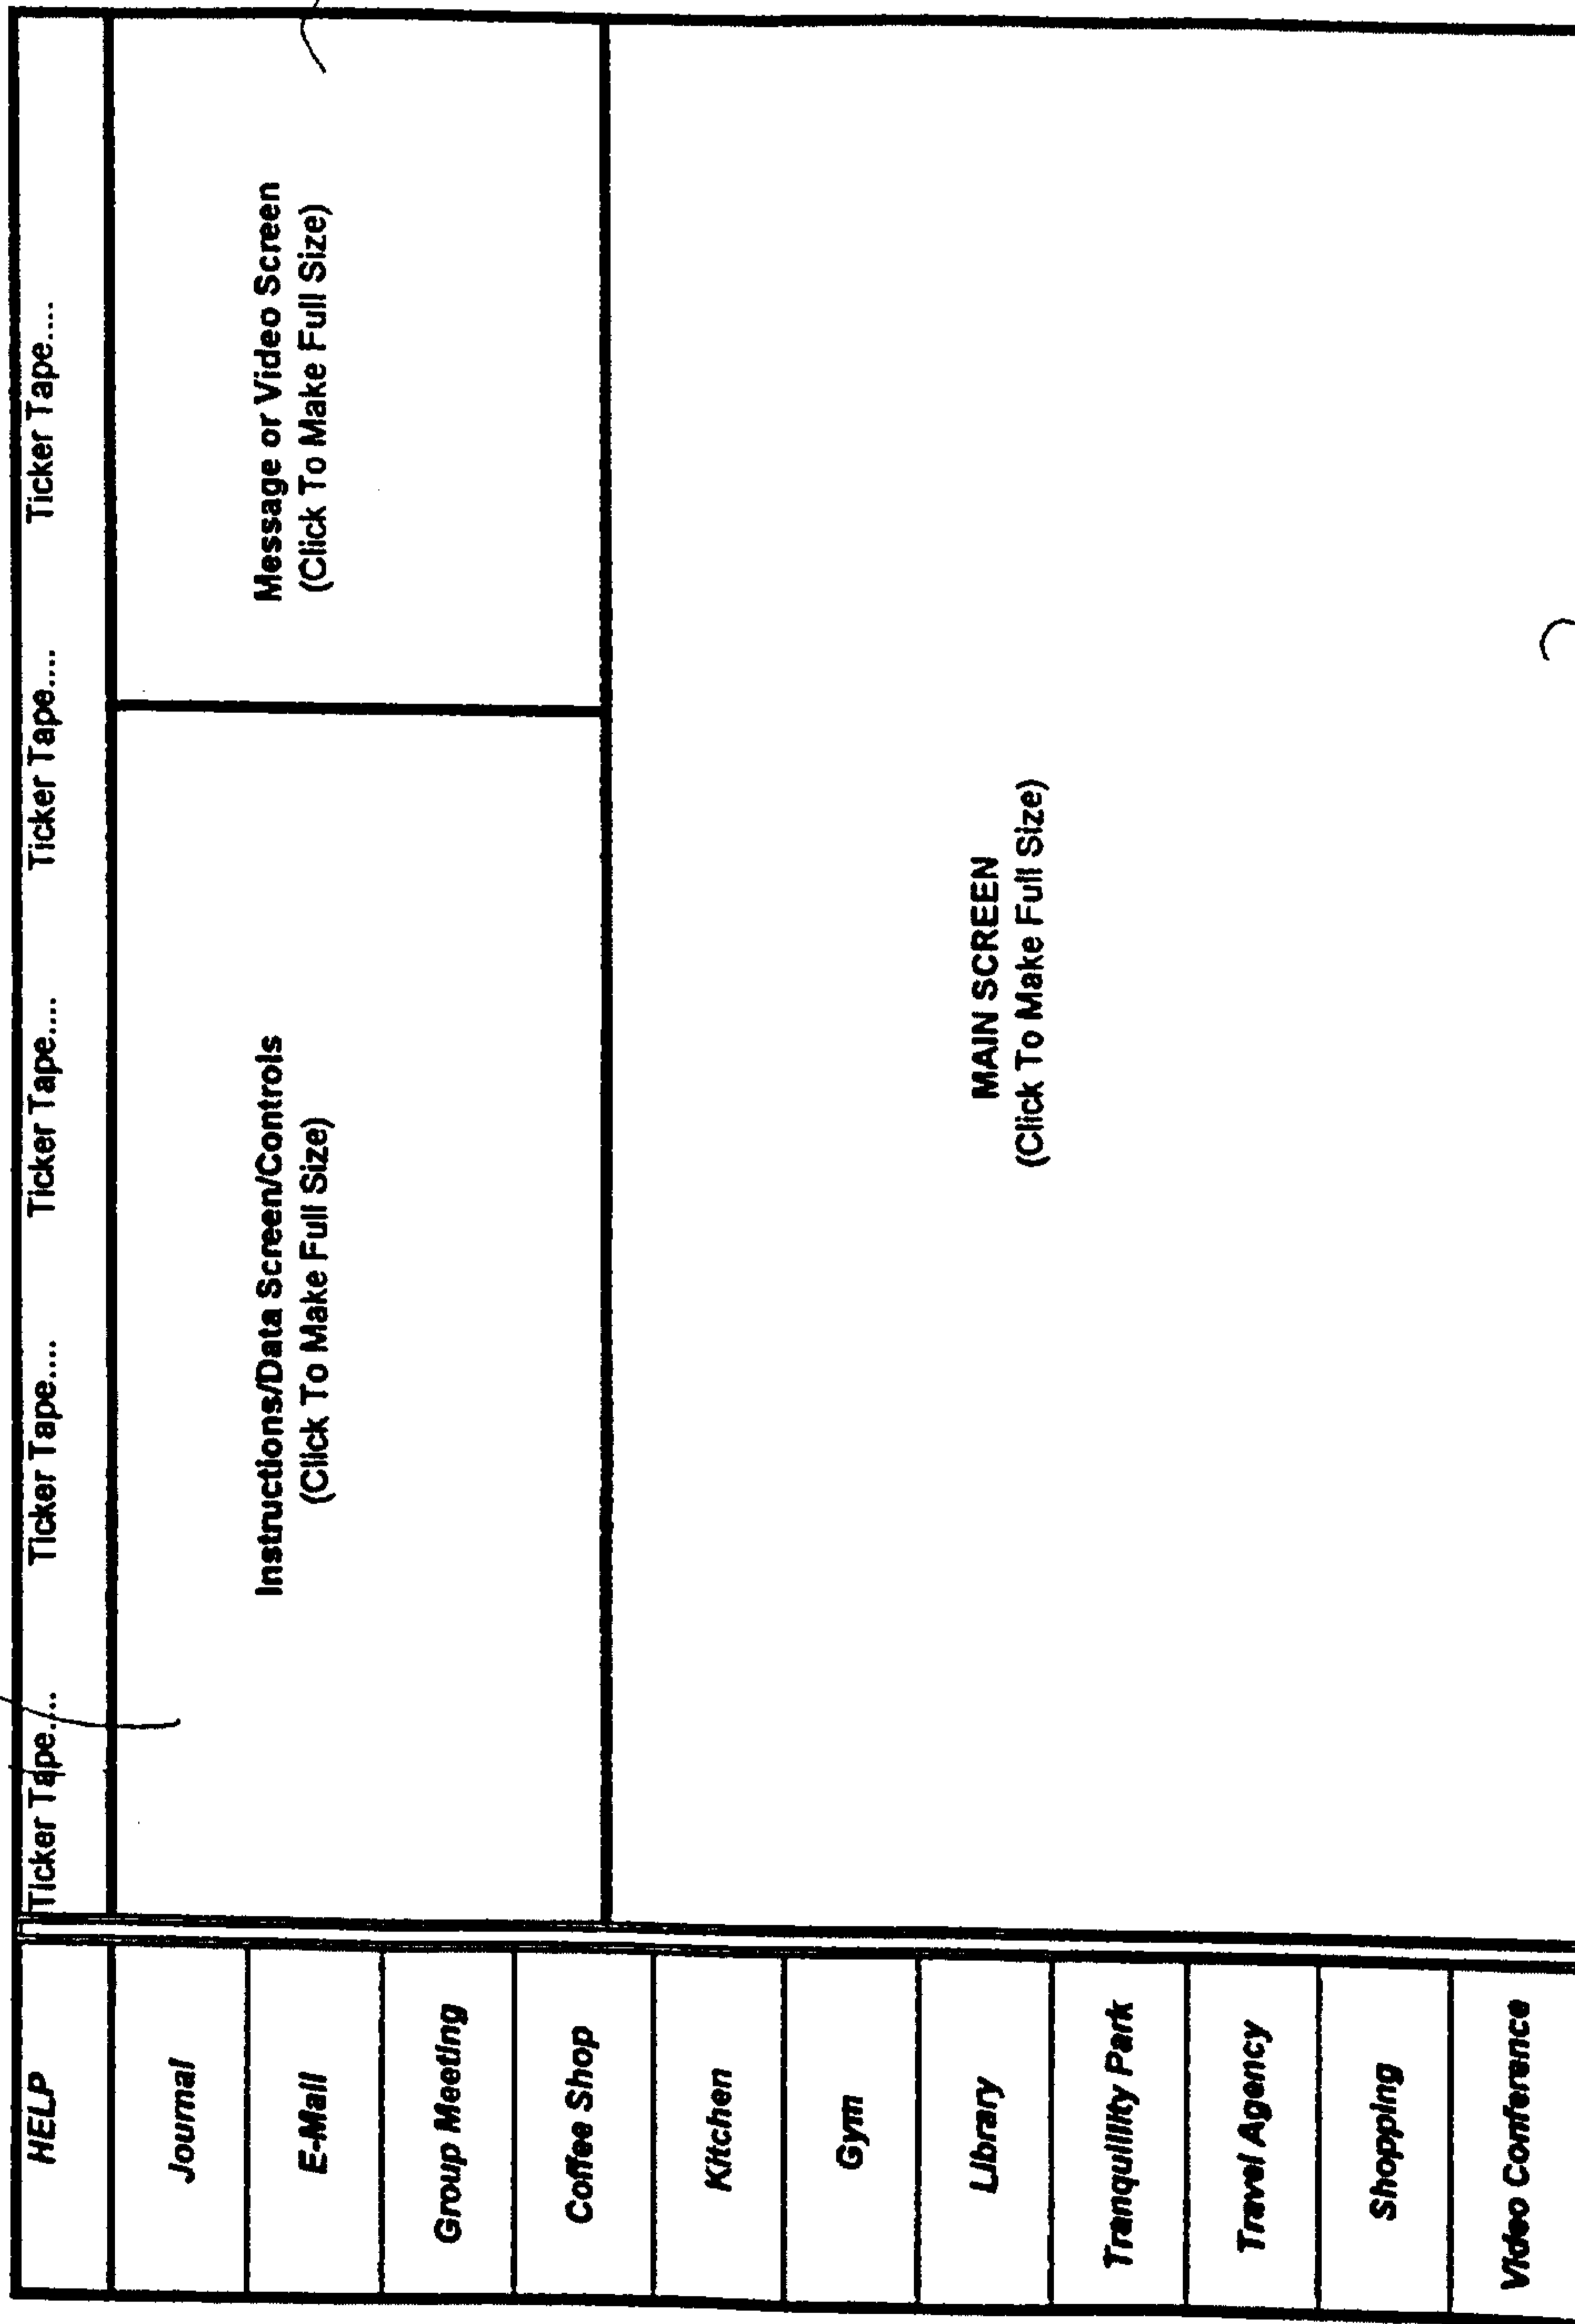 HELP
Ticker Tape.... Ticker Tape.... Ticker Tape.... Ticker Tape.... Ticker Tape....
Journal
E-Mail
Group Meeting
Coffee Shop
Kitchen
Gym
Library
Tranquility Park
Travel Agency
Shopping
Video Conference
Instructions/Data Screen/Controls
(Click To Make Full Size)
Message or Video Screen
(Click To Make Full Size)
MAIN SCREEN
(Click To Make Full Size)